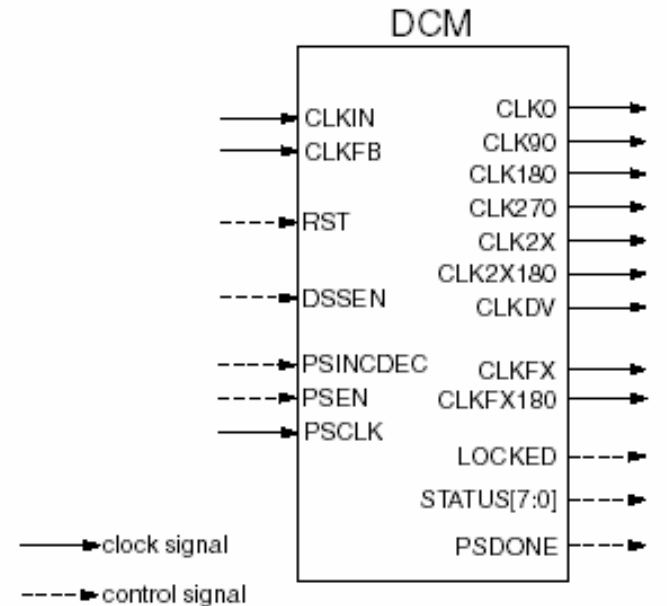 DCM
CLKIN
CLKFB
RST
DSSEN
PSINCDEC
PSEN
PSCLK
CLK0
CLK90
CLK180
CLK270
CLK2X
CLK2X180
CLKDV
CLKFX
CLKFX180
LOCKED
STATUS[7:0]
PSDONE
clock signal
control signal